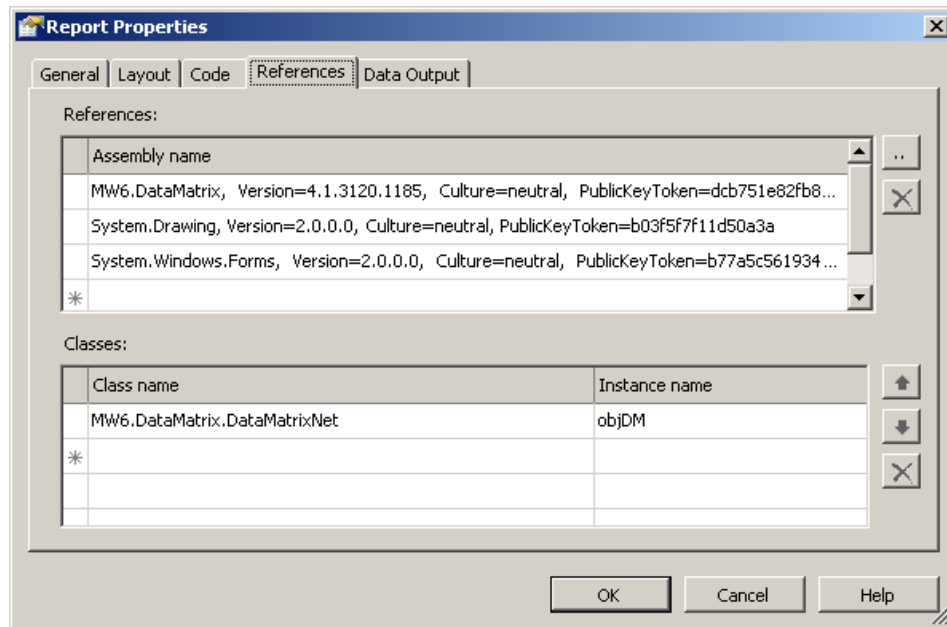 Report Properties
General Layout Code References Data Output
References:
Assembly name
..
MW6.DataMatrix, Version=4.1.3120.1185, Culture=neutral, PublicKeyToken=dcb751e82fb8...
System.Drawing, Version=2.0.0.0, Culture=neutral, PublicKeyToken=b03f5f7f11d50a3a
System.Windows.Forms, Version=2.0.0.0, Culture=neutral, PublicKeyToken=b77a5c561934...
Classes:
Class name Instance name
MW6.DataMatrix.DataMatrixNet objDM
OK Cancel Help